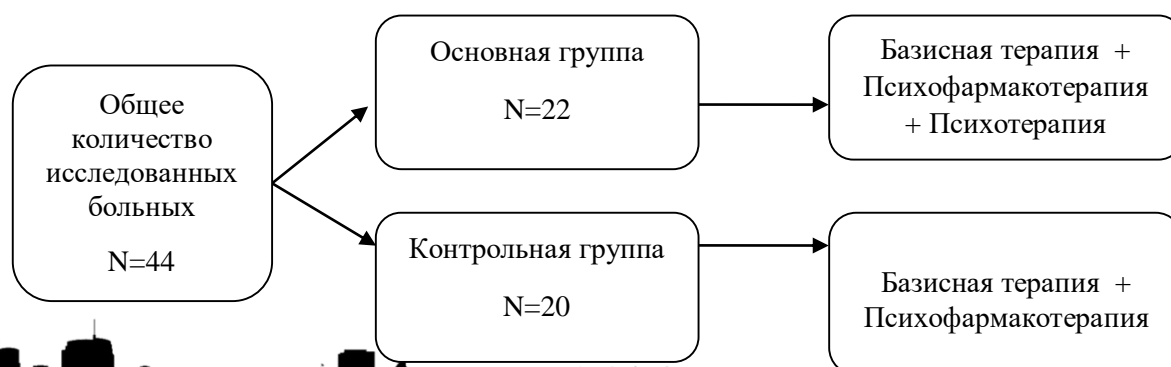 Общее
количество
исследованных
больных
N=44
Основная группа
N=22
Контрольная группа
N=20
Базисная терапия +
Психофармакотерапия
+ Психотерапия
Базисная терапия +
Психофармакотерапия